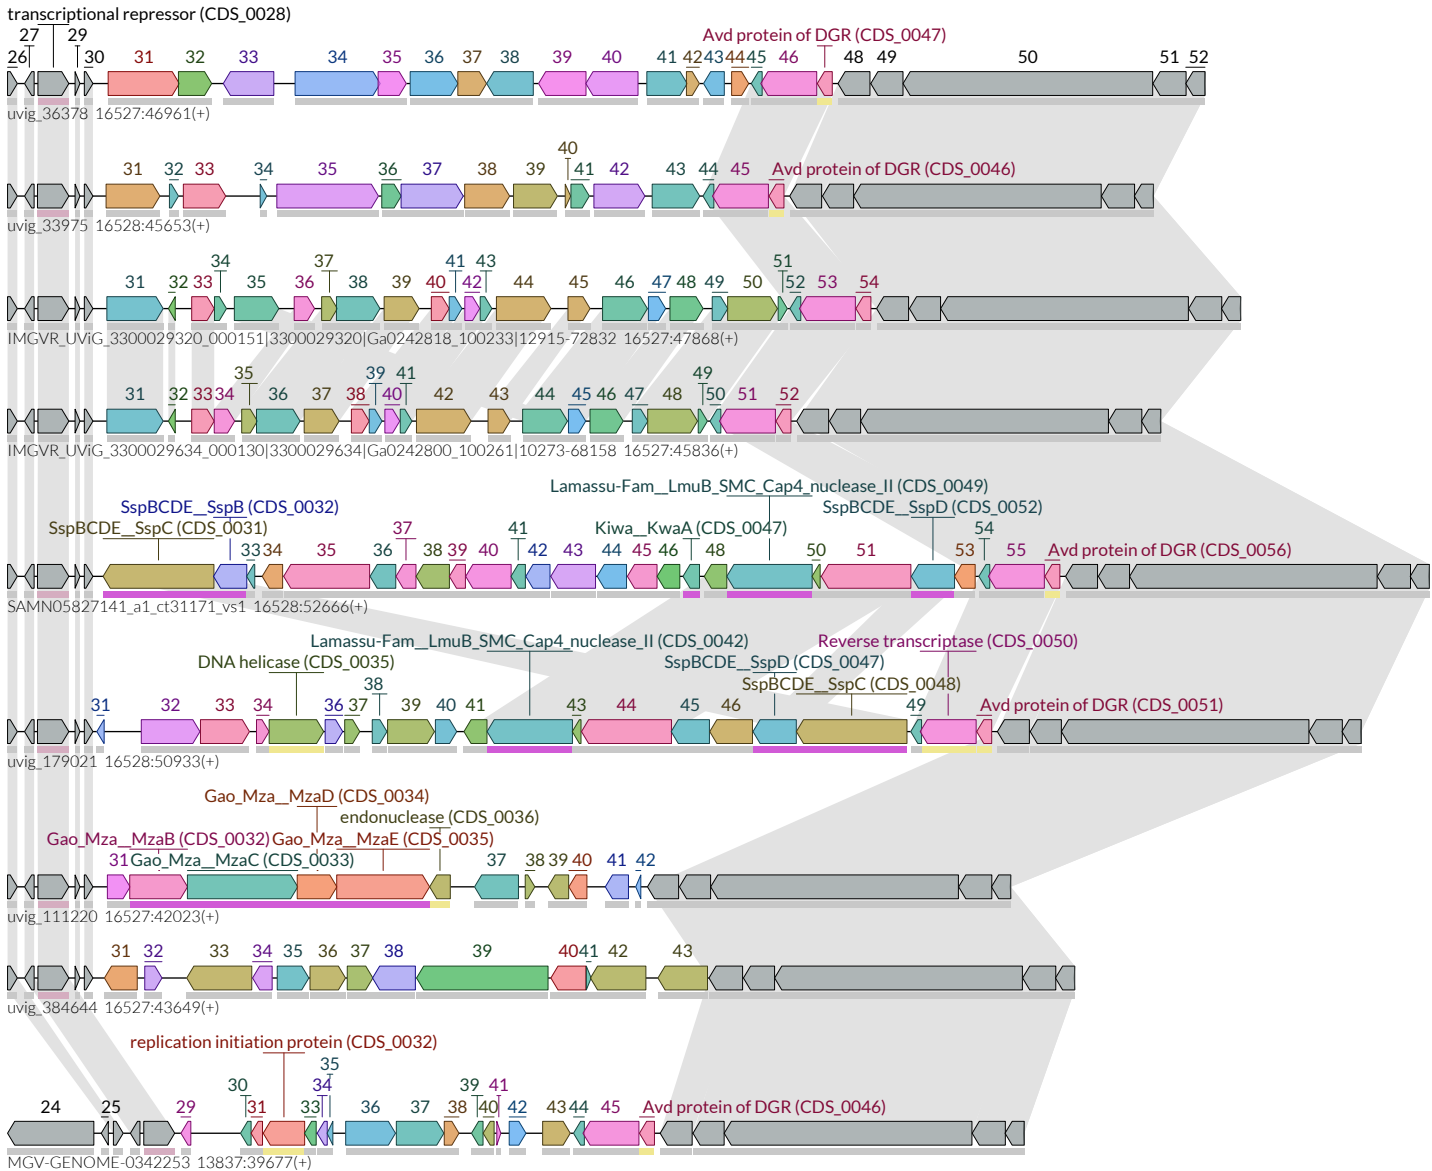 transcriptional repressor (CDS_0028)
27 29 Avd protein of DGR (CDS_0047)
26 30 31 32 33 34 35 36 37 38 39 40 41 42 43 44 45 46 48 49 50 51 52
uvig_36378 16527:46961(+)
40
31 32 33 34 35 36 37 38 39 41 42 43 44 45 Avd protein of DGR (CDS_0046)
uvig_33975 16528:45653(+)
34 37 41 43 51
31 32 33 35 36 38 39 40 42 44 45 46 47 48 49 50 52 53 54
IMGVR_UViG_3300029320_000151|3300029320|Ga0242818_100233|12915-72832 16527:47868(+)
35 39 41 49
31 32 33 34 36 37 38 40 42 43 44 45 46 47 48 50 51 52
IMGVR_UViG_3300029634_000130|3300029634|Ga0242800_100261|10273-68158 16527:45836(+)
Lamassu-Fam__LmuB_SMC_Cap4_nuclease_II (CDS_0049)
SspBCDE__SspB (CDS_0032) SspBCDE__SspD (CDS_0052)
SspBCDE__SspC (CDS_0031) 37 41 Kiwa__KwaA (CDS_0047) 54
33 34 35 36 38 39 40 42 43 44 45 46 48 50 51 53 55 Avd protein of DGR (CDS_0056)
SAMN05827141_a1_ct31171_vs1 16528:52666(+)
Lamassu-Fam__LmuB_SMC_Cap4_nuclease_II (CDS_0042) Reverse transcriptase (CDS_0050)
DNA helicase (CDS_0035) SspBCDE__SspD (CDS_0047)
38 SspBCDE__SspC (CDS_0048)
31 32 33 34 36 37 39 40 41 43 44 45 46 49 Avd protein of DGR (CDS_0051)
uvig_179021 16528:50933(+)
Gao_Mza__MzaD (CDS_0034)
endonuclease (CDS_0036)
Gao_Mza__MzaB (CDS_0032) Gao_Mza__MzaE (CDS_0035)
31 Gao_Mza__MzaC (CDS_0033) 37 38 39 40 41 42
uvig_111220 16527:42023(+)
31 32 33 34 35 36 37 38 39 40 41 42 43
uvig_384644 16527:43649(+)
replication initiation protein (CDS_0032)
35
30 34 39 41
24 25 29 31 33 36 37 38 40 42 43 44 45 Avd protein of DGR (CDS_0046)
MGV-GENOME-0342253 13837:39677(+)